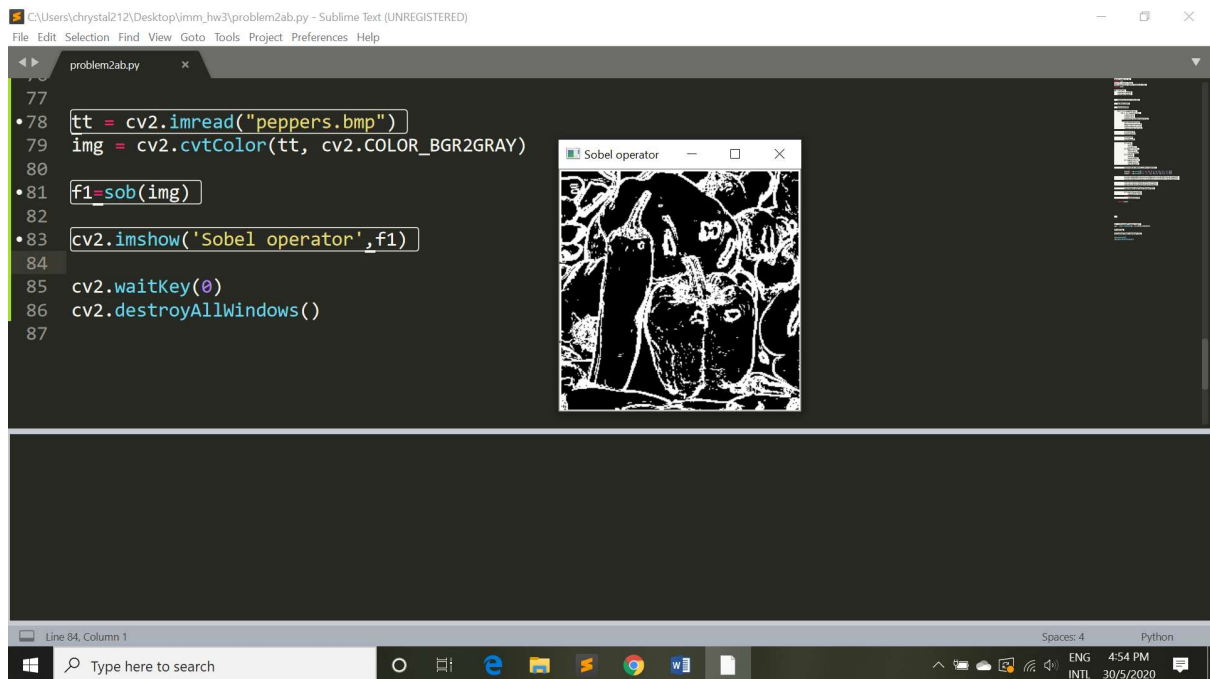 C:\Users\chrystal212\Desktop\imm_hw3\problem2ab.py - Sublime Text (UNREGISTERED)
File Edit Selection Find View Goto Tools Project Preferences Help
problem2ab.py ×
77
78 tt = cv2.imread("peppers.bmp")
79 img = cv2.cvtColor(tt, cv2.COLOR_BGR2GRAY)
80
81 f1=sob(img)
82
83 cv2.imshow('Sobel operator',f1)
84
85 cv2.waitKey(0)
86 cv2.destroyAllWindows()
87
Sobel operator
Line 84, Column 1
Spaces: 4 Python
Type here to search
ENG 4:54 PM
INTL 30/5/2020